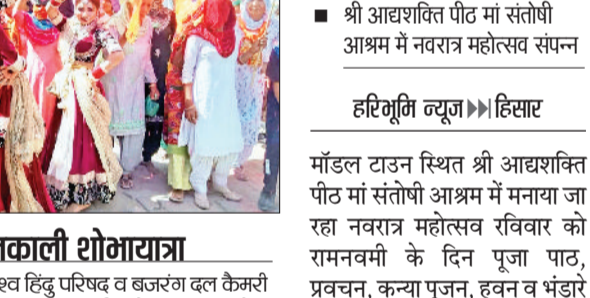 ■ श्री आद्यशक्ति पीठ मां संतोषी
आश्रम में नवरात्र महोत्सव संपन्न
हरिभूमि न्यूज▶▶हिसार
मॉडल टाउन स्थित श्री आद्यशक्ति
पीठ मां संतोषी आश्रम में मनाया जा
रहा नवरात्र महोत्सव रविवार को
रामनवमी के दिन पूजा पाठ,
प्रवचन, कन्या पूजन, हवन व भंडारे
शोभायात्रा
हिंदू परिषद व बजरंग दल कैमरी